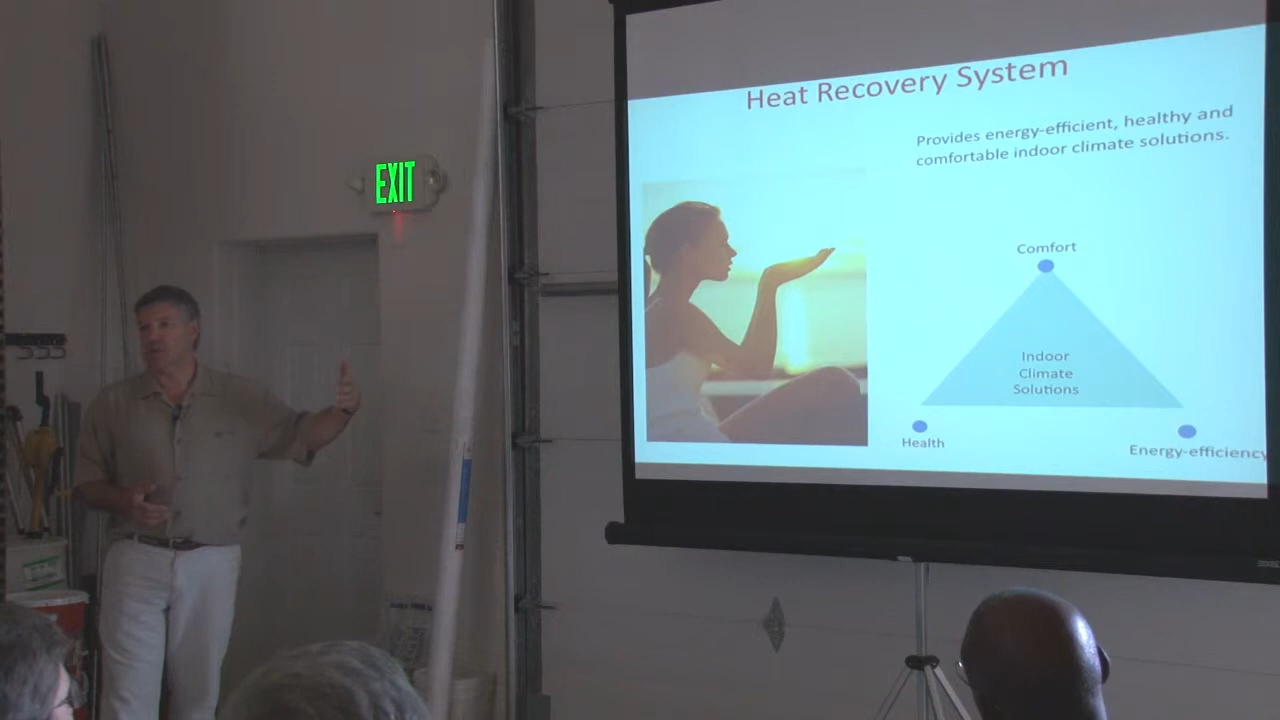 EXIT
Heat Recovery System
Provides energy-efficient, healthy and
comfortable indoor climate solutions.
Comfort
Indoor
Climate
Solutions
Health
Energy-efficiency